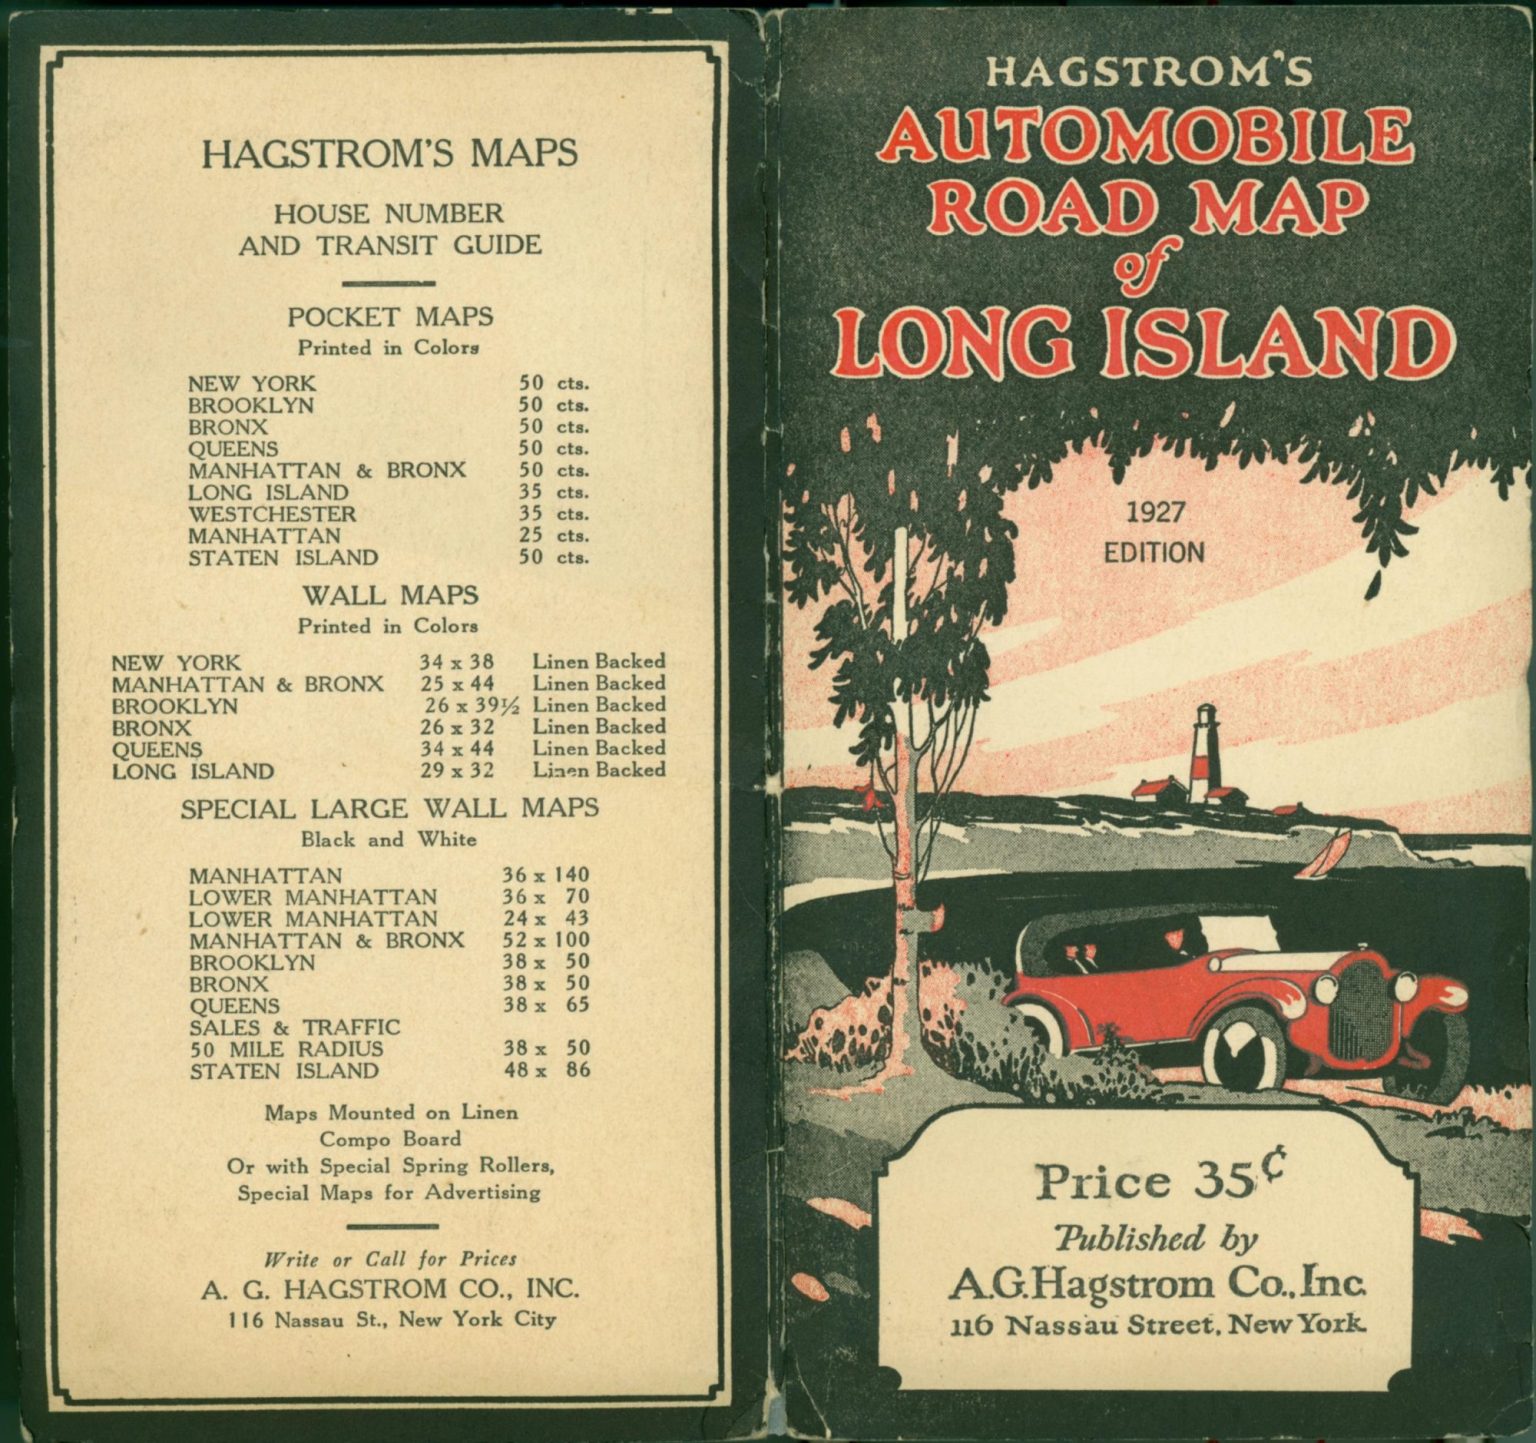 HAGSTROM'S MAPS
HOUSE NUMBER
AND TRANSIT GUIDE
POCKET MAPS
Printed in Colors
NEW YORK 50 cts.
BROOKLYN 50 cts.
BRONX 50 cts.
QUEENS 50 cts.
MANHATTAN & BRONX 50 cts.
LONG ISLAND 35 cts.
WESTCHESTER 35 cts.
MANHATTAN 25 cts.
STATEN ISLAND 50 cts.
WALL MAPS
Printed in Colors
NEW YORK 34 x 38 Linen Backed
MANHATTAN & BRONX 25 x 44 Linen Backed
BROOKLYN 26 x 39½ Linen Backed
BRONX 26 x 32 Linen Backed
QUEENS 34 x 44 Linen Backed
LONG ISLAND 29 x 32 Linen Backed
SPECIAL LARGE WALL MAPS
Black and White
MANHATTAN 36 x 140
LOWER MANHATTAN 36 x 70
LOWER MANHATTAN 24 x 43
MANHATTAN & BRONX 52 x 100
BROOKLYN 38 x 50
BRONX 38 x 50
QUEENS 38 x 65
SALES & TRAFFIC
50 MILE RADIUS 38 x 50
STATEN ISLAND 48 x 86
Maps Mounted on Linen
Compo Board
Or with Special Spring Rollers,
Special Maps for Advertising
Write or Call for Prices
A. G. HAGSTROM CO., INC.
116 Nassau St., New York City
HAGSTROM'S
AUTOMOBILE
ROAD MAP
of
LONG ISLAND
1927
EDITION
Price 35¢
Published by
A.G. Hagstrom Co., Inc.
116 Nassau Street, New York